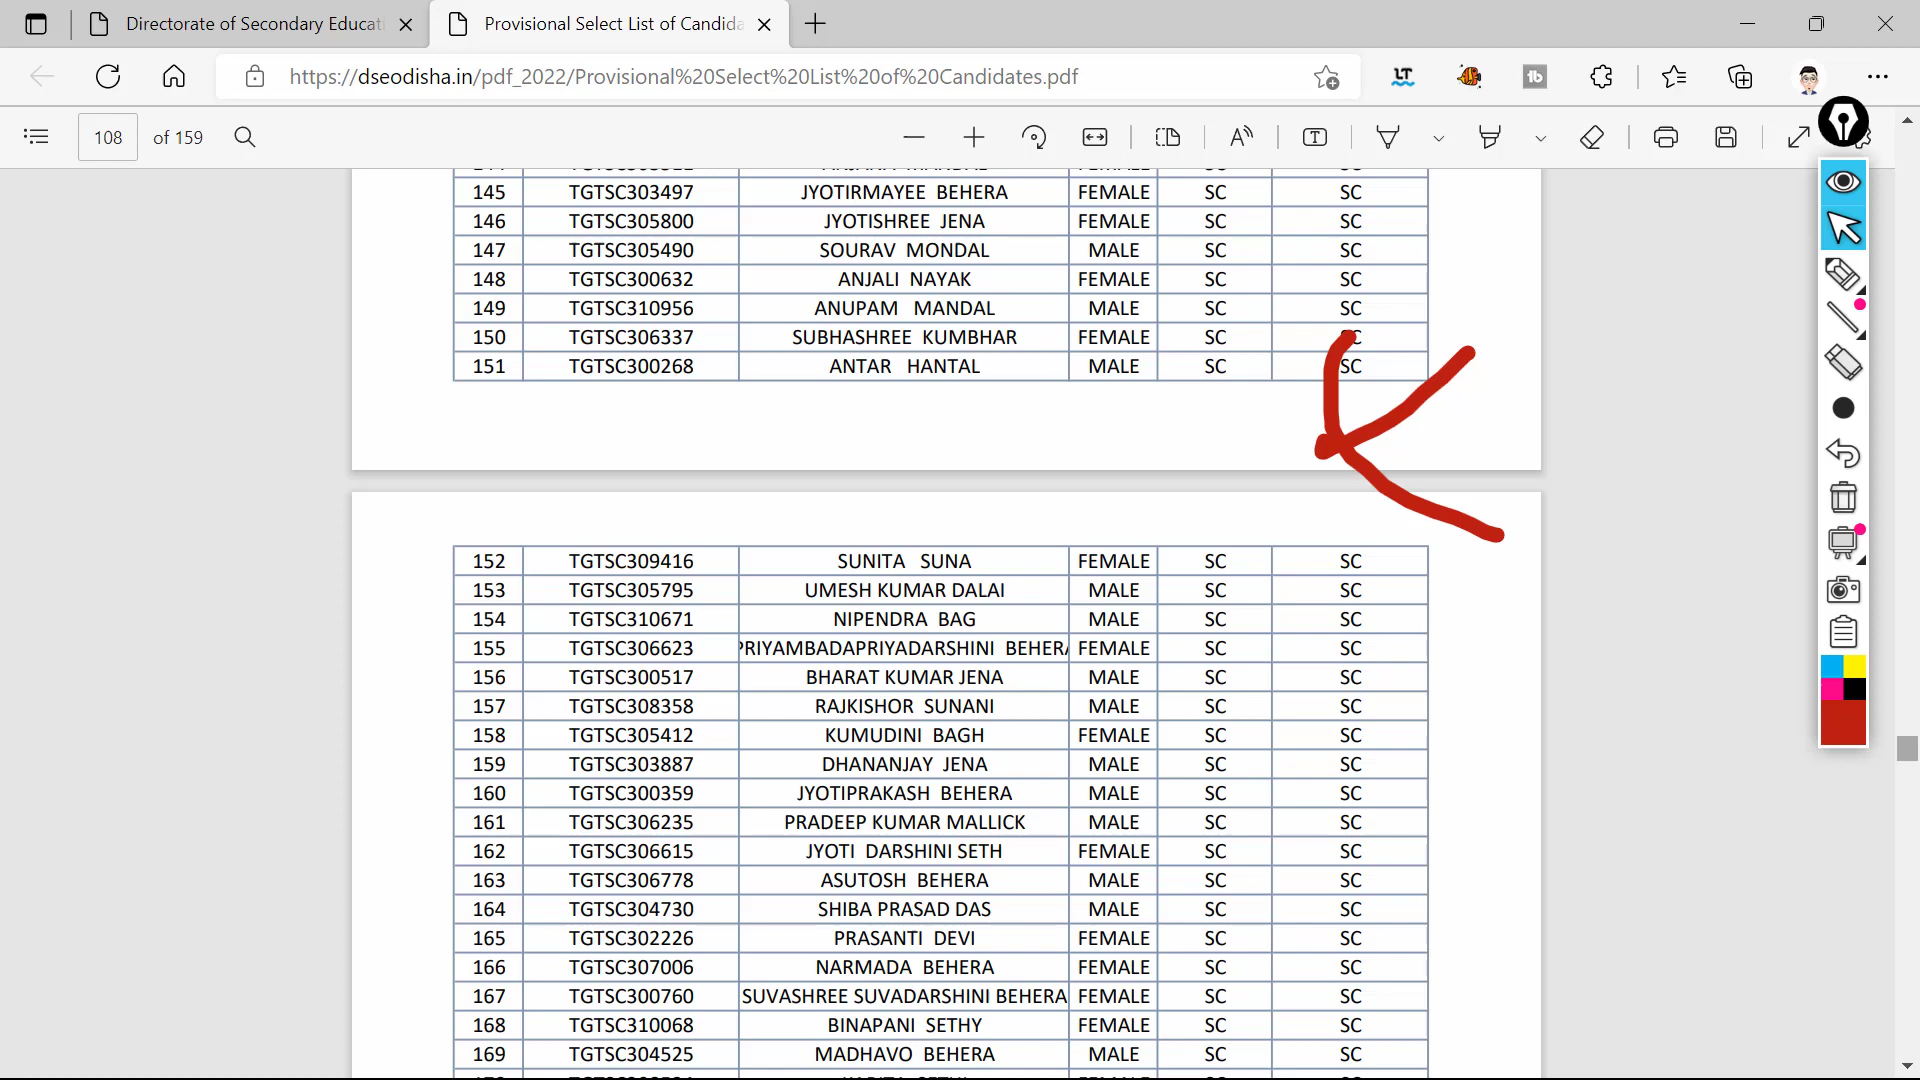 Directorate of Secondary Educati
Provisional Select List of Candida
https://dseodisha.in/pdf_2022/Provisional%20Select%20List%20of%20Candidates.pdf
108 of 159
145 TGTSC303497 JYOTIRMAYEE BEHERA FEMALE SC SC
146 TGTSC305800 JYOTISHREE JENA FEMALE SC SC
147 TGTSC305490 SOURAV MONDAL MALE SC SC
148 TGTSC300632 ANJALI NAYAK FEMALE SC SC
149 TGTSC310956 ANUPAM MANDAL MALE SC SC
150 TGTSC306337 SUBHASHREE KUMBHAR FEMALE SC SC
151 TGTSC300268 ANTAR HANTAL MALE SC SC
152 TGTSC309416 SUNITA SUNA FEMALE SC SC
153 TGTSC305795 UMESH KUMAR DALAI MALE SC SC
154 TGTSC310671 NIPENDRA BAG MALE SC SC
155 TGTSC306623 PRIYAMBADAPRIYADARSHINI BEHERA FEMALE SC SC
156 TGTSC300517 BHARAT KUMAR JENA MALE SC SC
157 TGTSC308358 RAJKISHOR SUNANI MALE SC SC
158 TGTSC305412 KUMUDINI BAGH FEMALE SC SC
159 TGTSC303887 DHANANJAY JENA MALE SC SC
160 TGTSC300359 JYOTIPRAKASH BEHERA MALE SC SC
161 TGTSC306235 PRADEEP KUMAR MALLICK MALE SC SC
162 TGTSC306615 JYOTI DARSHINI SETH FEMALE SC SC
163 TGTSC306778 ASUTOSH BEHERA MALE SC SC
164 TGTSC304730 SHIBA PRASAD DAS MALE SC SC
165 TGTSC302226 PRASANTI DEVI FEMALE SC SC
166 TGTSC307006 NARMADA BEHERA FEMALE SC SC
167 TGTSC300760 SUVASHREE SUVADARSHINI BEHERA FEMALE SC SC
168 TGTSC310068 BINAPANI SETHY FEMALE SC SC
169 TGTSC304525 MADHAVO BEHERA MALE SC SC